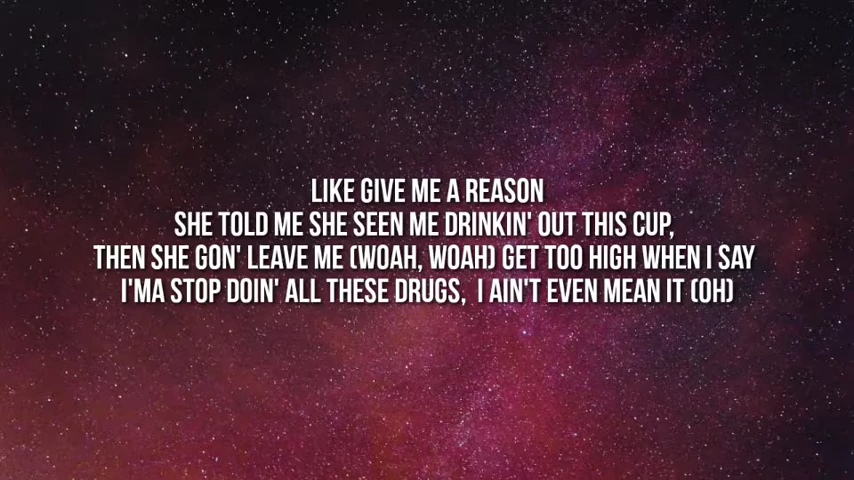 LIKE GIVE ME A REASON
SHE TOLD ME SHE SEEN ME DRINKIN' OUT THIS CUP,
THEN SHE GON' LEAVE ME (WOAH, WOAH) GET TOO HIGH WHEN I SAY
I'MA STOP DOIN' ALL THESE DRUGS, I AIN'T EVEN MEAN IT (OH)